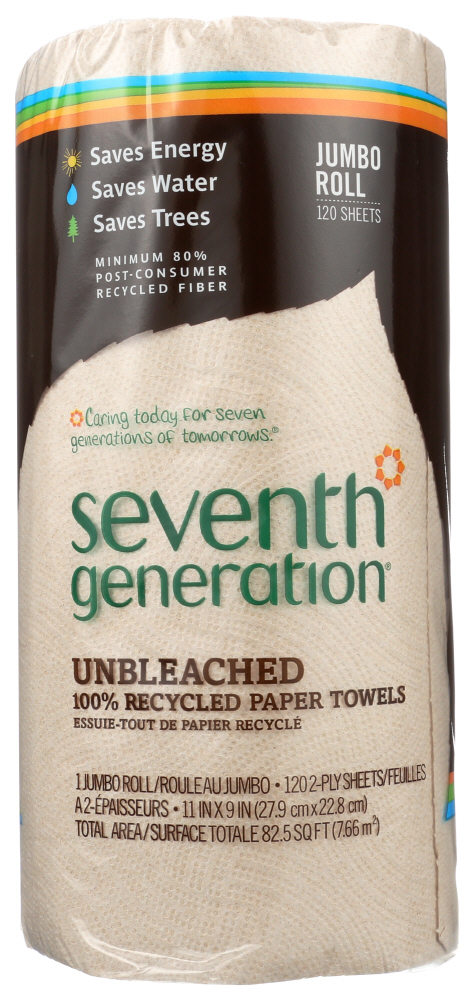 Saves Energy
Saves Water
Saves Trees
MINIMUM 80%
POST-CONSUMER
RECYCLED FIBER
JUMBO
ROLL
120 SHEETS
Caring today for seven
generations of tomorrows.®
seventh
generation®
UNBLEACHED
100% RECYCLED PAPER TOWELS
ESSUIE-TOUT DE PAPIER RECYCLÉ
1 JUMBO ROLL/ROULEAU JUMBO • 120 2-PLY SHEETS/FEUILLES
A 2-ÉPAISSEURS • 11 IN X 9 IN (27.9 cm x 22.8 cm)
TOTAL AREA/SURFACE TOTALE 82.5 SQ FT (7.66 m²)